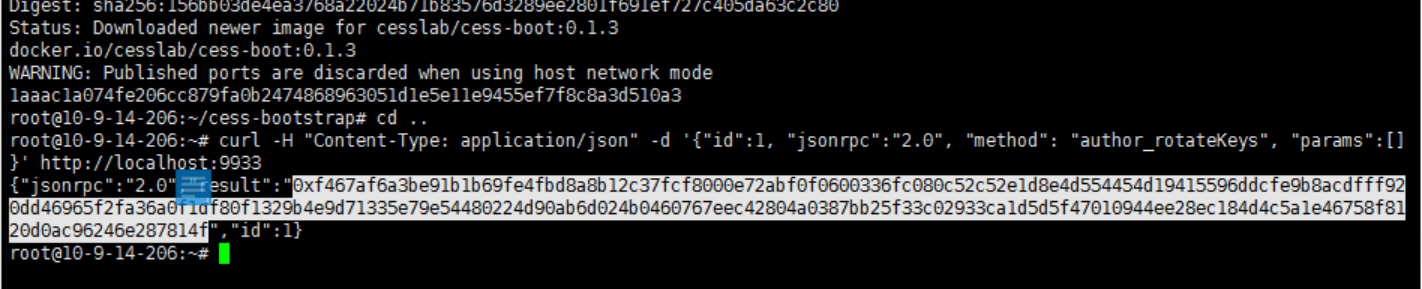 Digest: sha256:156bb03de4ea3768a22024b71b83576d3289ee2801f691ef727c405da63c2c80
Status: Downloaded newer image for cesslab/cess-boot:0.1.3
docker.io/cesslab/cess-boot:0.1.3
WARNING: Published ports are discarded when using host network mode
1aaac1a074fe206cc879fa0b2474868963051d1e5e11e9455ef7f8c8a3d510a3
root@10-9-14-206:~/cess-bootstrap# cd ..
root@10-9-14-206:~# curl -H "Content-Type: application/json" -d '{"id":1, "jsonrpc":"2.0", "method": "author_rotateKeys", "params":[]
}' http://localhost:9933
{"jsonrpc":"2.0","result":"0xf467af6a3be91b1b69fe4fbd8a8b12c37fcf8000e72abf0f0600336fc080c52c52e1d8e4d554454d19415596ddcfe9b8acdfff92
0dd46965f2fa36a0f1df80f1329b4e9d71335e79e54480224d90ab6d024b0460767eec42804a0387bb25f33c02933ca1d5d5f47010944ee28ec184d4c5a1e46758f81
20d0ac96246e287814f","id":1}
root@10-9-14-206:~#